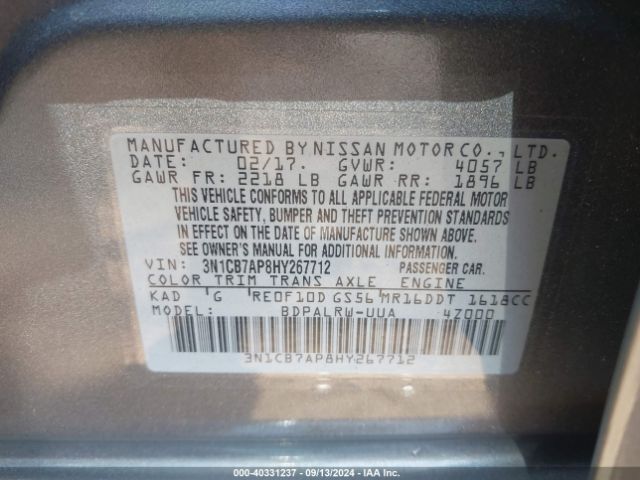 MANUFACTURED BY NISSAN MOTOR CO., LTD.
DATE: 02/17. GVWR: 4057 LB
GAWR FR: 2218 LB GAWR RR: 1896 LB
THIS VEHICLE CONFORMS TO ALL APPLICABLE FEDERAL MOTOR
VEHICLE SAFETY, BUMPER AND THEFT PREVENTION STANDARDS
IN EFFECT ON THE DATE OF MANUFACTURE SHOWN ABOVE.
SEE OWNER'S MANUAL FOR ADDITIONAL INFORMATION.
VIN: 3N1CB7AP8HY267712 PASSENGER CAR.
COLOR TRIM TRANS AXLE ENGINE
KAD G RE0F10D GS56 MR16DDT 1618CC
MODEL: BDPALRW-UUA 4Z000
3N1CB7AP8HY267712
000-40331237 - 09/13/2024 - Copyright IAA, LLC.